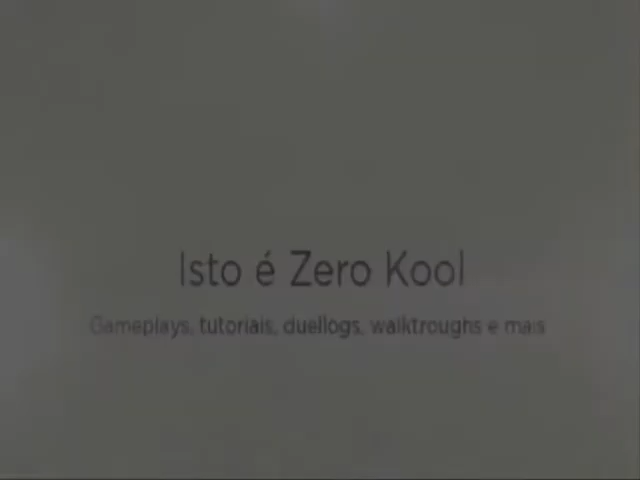 Isto é Zero Kool
Gameplays, tutoriais, duellogs, walktroughs e mais